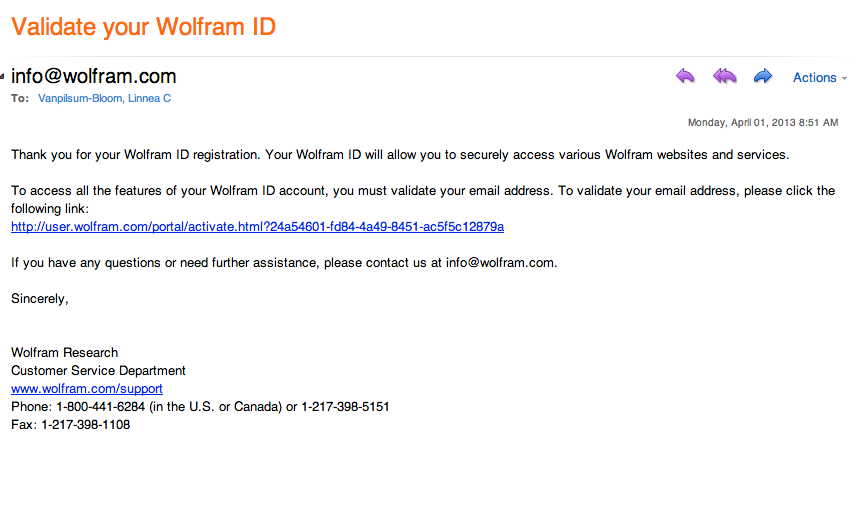 Validate your Wolfram ID
info@wolfram.com
Actions
To: Vanpilsum-Bloom, Linnea C
Monday, April 01, 2013 8:51 AM
Thank you for your Wolfram ID registration. Your Wolfram ID will allow you to securely access various Wolfram websites and services.
To access all the features of your Wolfram ID account, you must validate your email address. To validate your email address, please click the
following link:
http://user.wolfram.com/portal/activate.html?24a54601-fd84-4a49-8451-ac5f5c12879a
If you have any questions or need further assistance, please contact us at info@wolfram.com.
Sincerely,
Wolfram Research
Customer Service Department
www.wolfram.com/support
Phone: 1-800-441-6284 (in the U.S. or Canada) or 1-217-398-5151
Fax: 1-217-398-1108